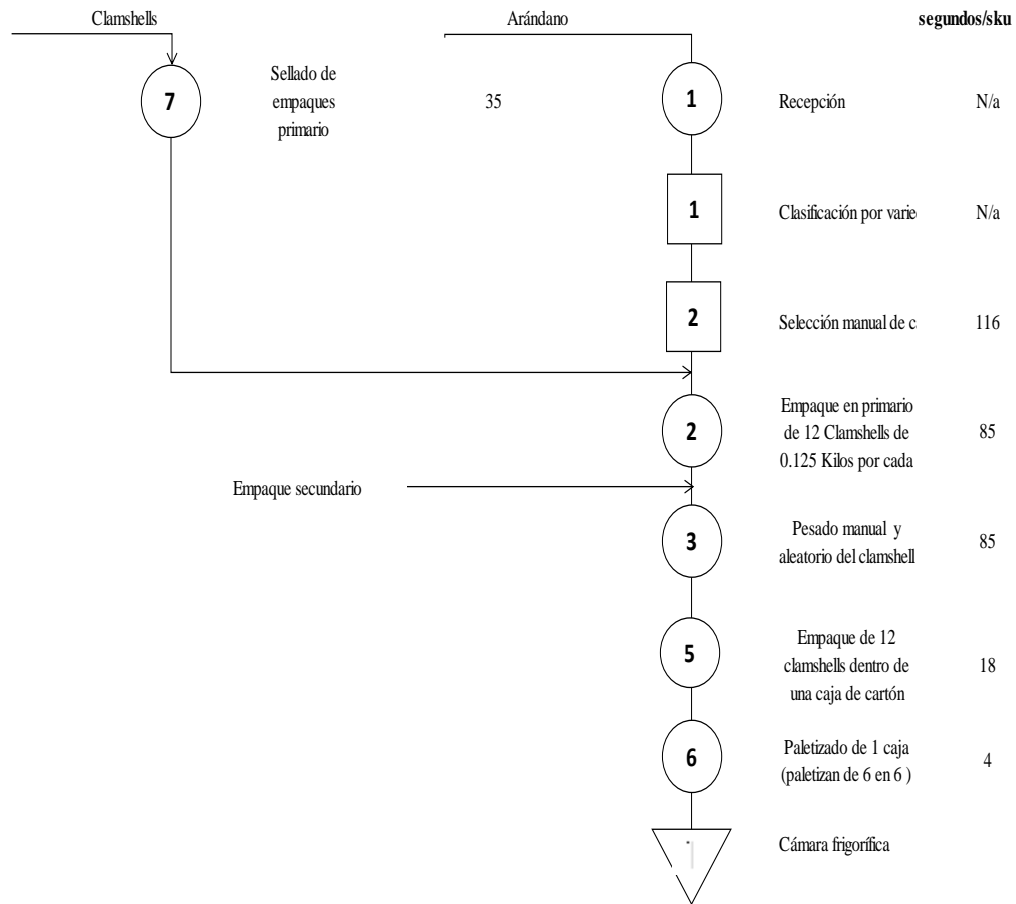 Clamshells
Arándano
segundos/sku
7
Sellado de
empaques
primario
35
1
Recepción
N/a
1
Clasificación por varie
N/a
2
Selección manual de c
116
2
Empaque en primario
de 12 Clamshells de
0.125 Kilos por cada
85
Empaque secundario
3
Pesado manual y
aleatorio del clamshell
85
5
Empaque de 12
clamshells dentro de
una caja de cartón
18
6
Paletizado de 1 caja
(paletizan de 6 en 6 )
4
Cámara frigorífica